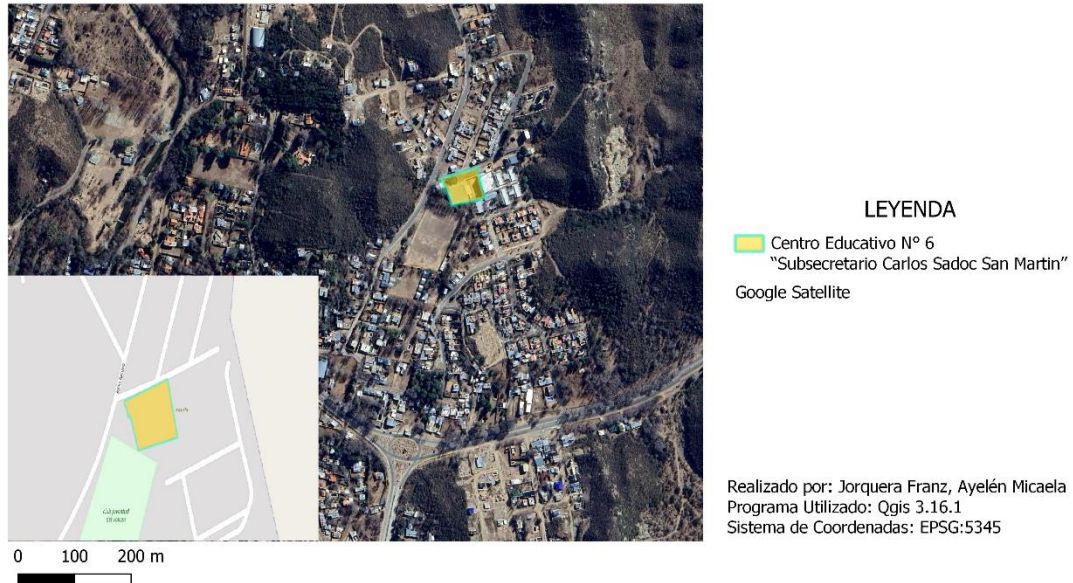 LEYENDA
Centro Educativo N° 6
"Subsecretario Carlos Sadoc San Martin"
Google Satellite
Realizado por: Jorquera Franz, Ayelén Micaela
Programa Utilizado: Qgis 3.16.1
Sistema de Coordenadas: EPSG:5345
0 100 200 m